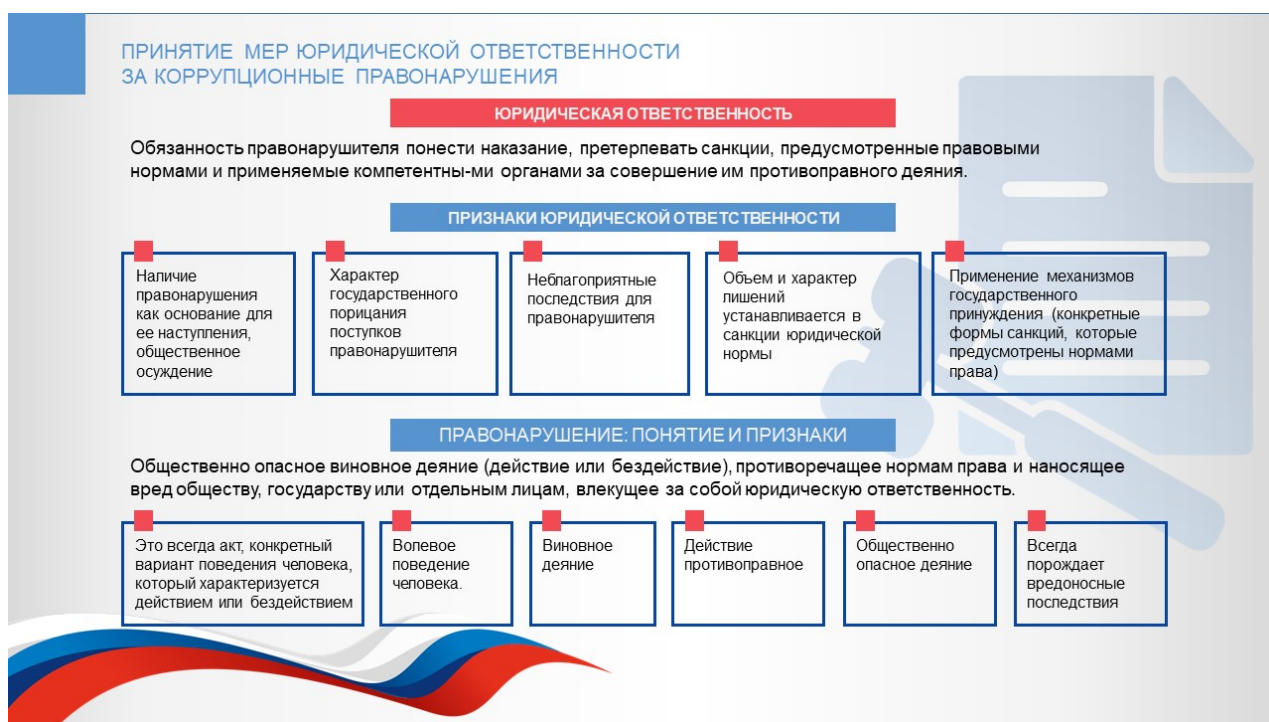 ПРИНЯТИЕ МЕР ЮРИДИЧЕСКОЙ ОТВЕТСТВЕННОСТИ
ЗА КОРРУПЦИОННЫЕ ПРАВОНАРУШЕНИЯ
ЮРИДИЧЕСКАЯ ОТВЕТСТВЕННОСТЬ
Обязанность правонарушителя понести наказание, претерпевать санкции, предусмотренные правовыми
нормами и применяемые компетентны-ми органами за совершение им противоправного деяния.
ПРИЗНАКИ ЮРИДИЧЕСКОЙ ОТВЕТСТВЕННОСТИ
Наличие
правонарушения
как основание для
ее наступления,
общественное
осуждение
Характер
государственного
порицания
поступков
правонарушителя
Неблагоприятные
последствия для
правонарушителя
Объем и характер
лишений
устанавливается в
санкции юридической
нормы
Применение механизмов
государственного
принуждения (конкретные
формы санкций, которые
предусмотрены нормами
права)
ПРАВОНАРУШЕНИЕ: ПОНЯТИЕ И ПРИЗНАКИ
Общественно опасное виновное деяние (действие или бездействие), противоречащее нормам права и наносящее
вред обществу, государству или отдельным лицам, влекущее за собой юридическую ответственность.
Это всегда акт, конкретный
вариант поведения человека,
который характеризуется
действием или бездействием
Волевое
поведение
человека.
Виновное
деяние
Действие
противоправное
Общественно
опасное деяние
Всегда
порождает
вредоносные
последствия